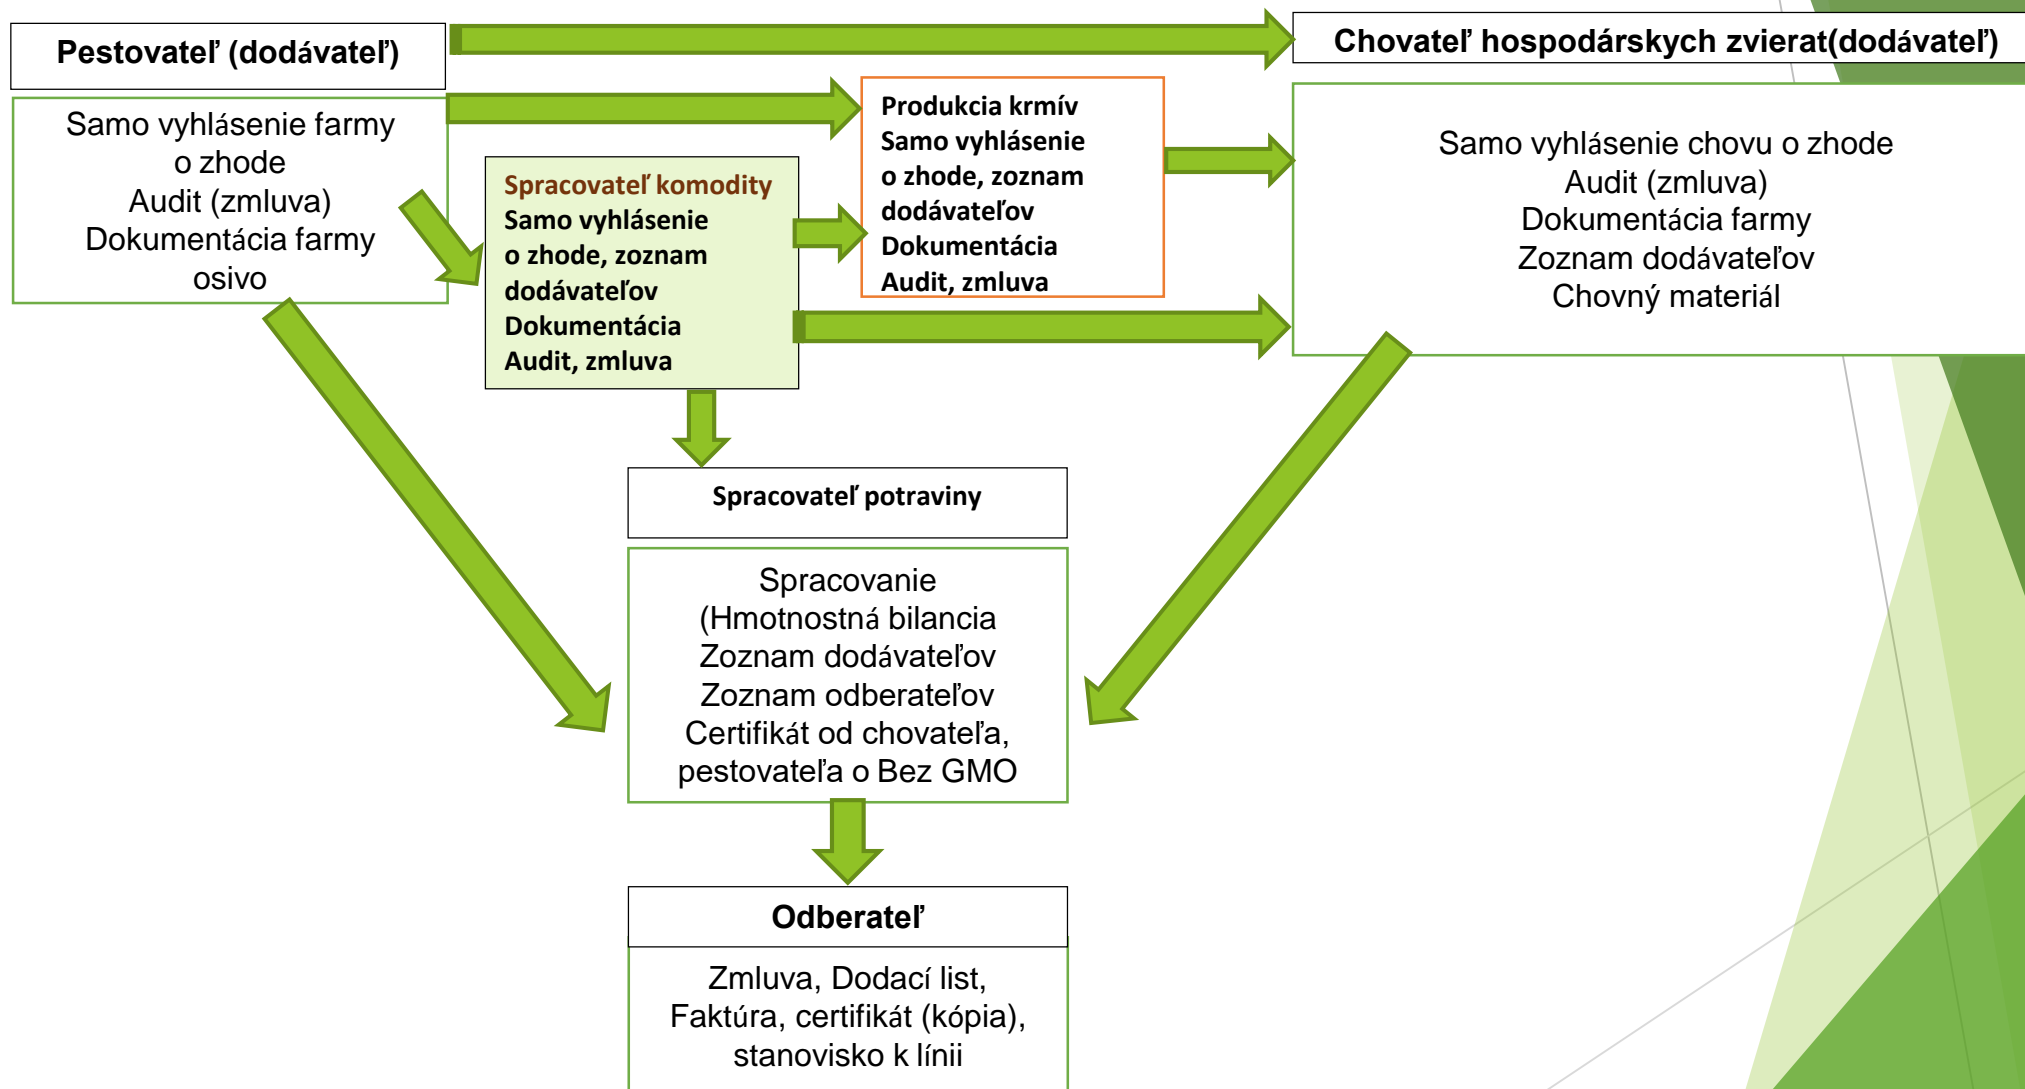 Pestovateľ (dodávateľ)
Samo vyhlásenie farmy
o zhode
Audit (zmluva)
Dokumentácia farmy
osivo
Spracovateľ komodity
Samo vyhlásenie
o zhode, zoznam
dodávateľov
Dokumentácia
Audit, zmluva
Produkcia krmív
Samo vyhlásenie
o zhode, zoznam
dodávateľov
Dokumentácia
Audit, zmluva
Chovateľ hospodárskych zvierat(dodávateľ)
Samo vyhlásenie chovu o zhode
Audit (zmluva)
Dokumentácia farmy
Zoznam dodávateľov
Chovný materiál
Spracovateľ potraviny
Spracovanie
(Hmotnostná bilancia
Zoznam dodávateľov
Zoznam odberateľov
Certifikát od chovateľa,
pestovateľa o Bez GMO
Odberateľ
Zmluva, Dodací list,
Faktúra, certifikát (kópia),
stanovisko k línii